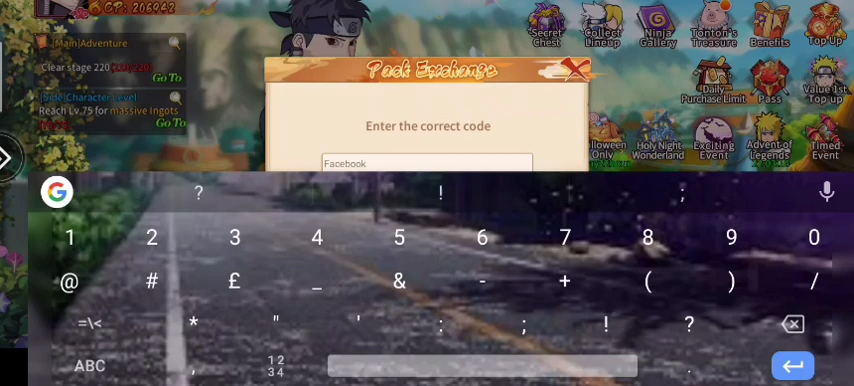 CP: 206942
[Main]Adventure
Clear stage 220
Go To
[Side]Character Level
Reach Lv.75 for massive Ingots
Go To
Pack Exchange
Enter the correct code
Facebook
Secret Chest
Collect Lineup
Ninja Gallery
Tonton's Treasure
Benefits
Top Up
Daily Purchase Limit
Pass
Value 1st Top up
Only
Holy Night Wonderland
Exciting Event
Advent of Legends
Timed Event
? ! ;
1 2 3 4 5 6 7 8 9 0
@ # £ _ & - + ( ) /
=\< * " ' : ; ! ?
ABC , 12 34 .